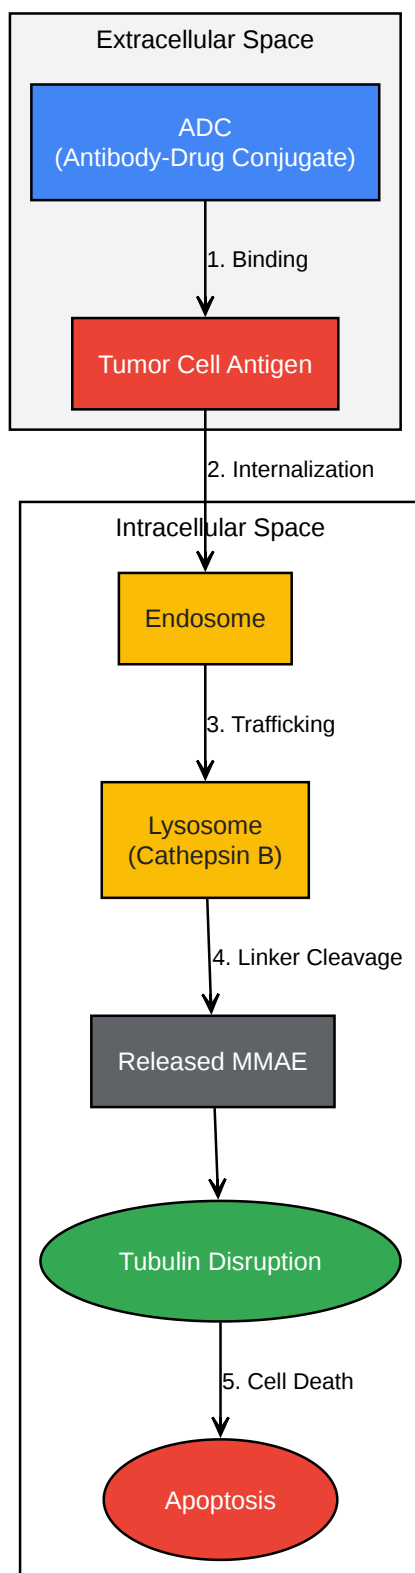 Extracellular Space
ADC
(Antibody-Drug Conjugate)
1. Binding
Tumor Cell Antigen
2. Internalization
Intracellular Space
Endosome
3. Trafficking
Lysosome
(Cathepsin B)
4. Linker Cleavage
Released MMAE
Tubulin Disruption
5. Cell Death
Apoptosis